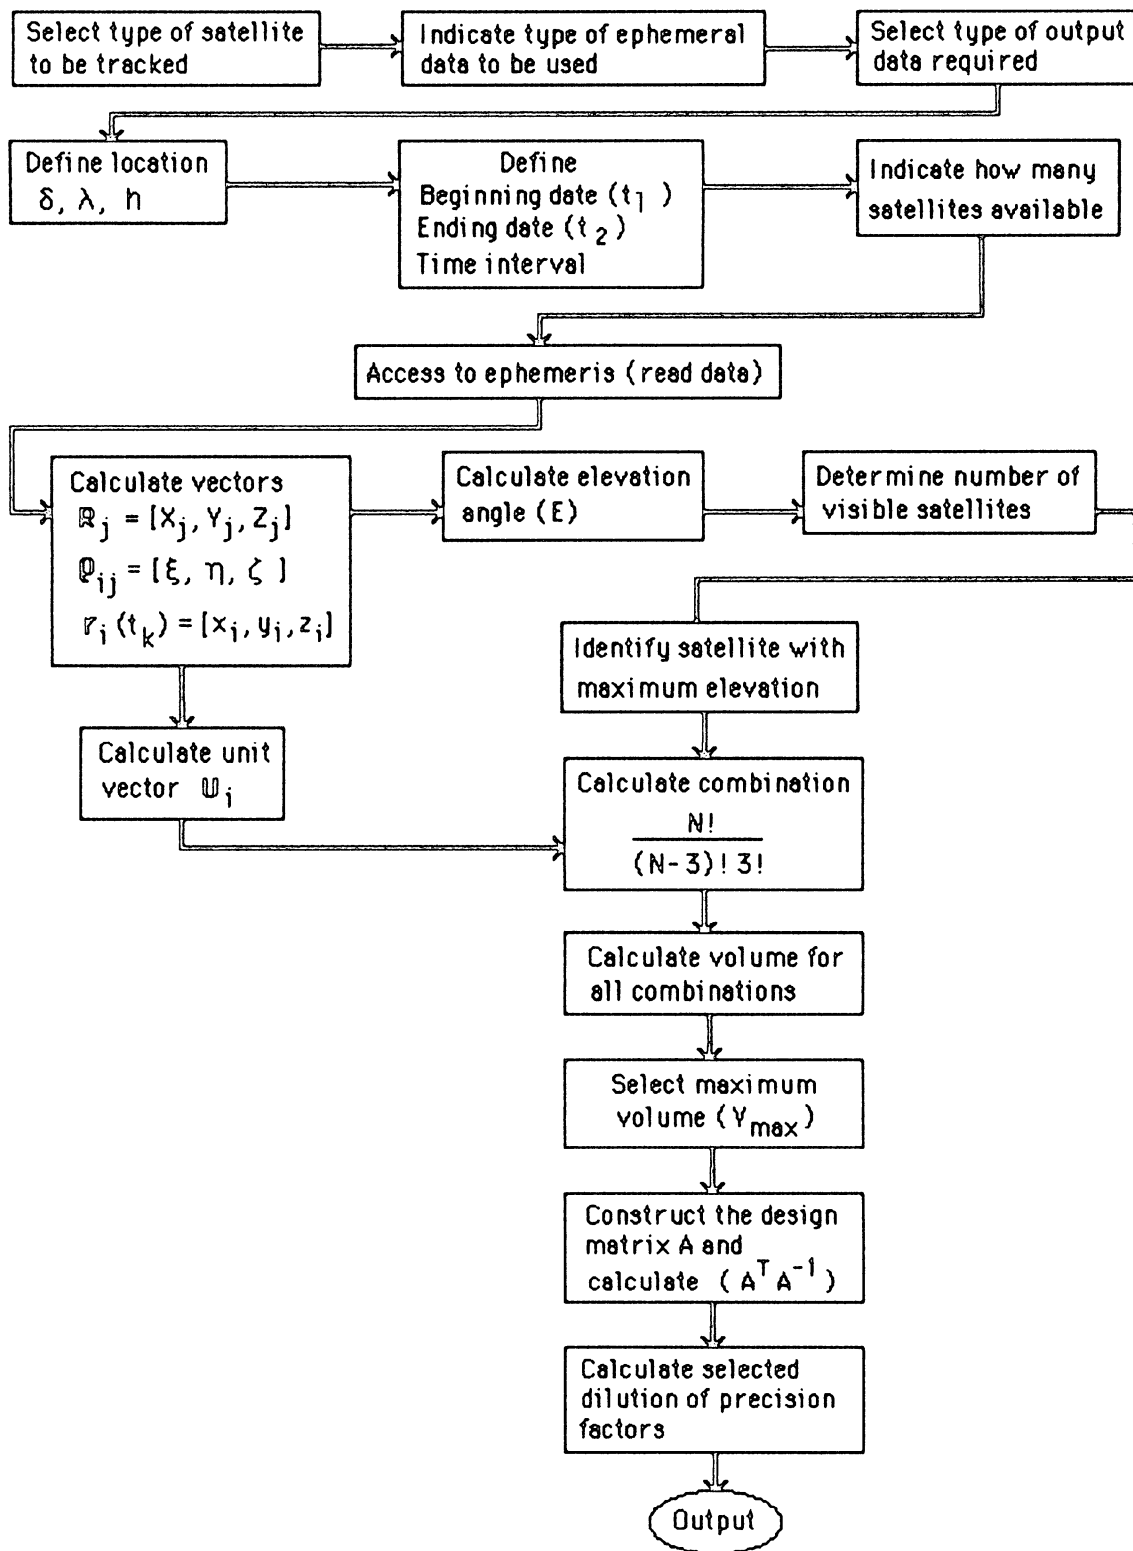 Select type of satellite
to be tracked
Indicate type of ephemeral
data to be used
Select type of output
data required
Define location
δ, λ, h
Define
Beginning date (t1)
Ending date (t2)
Time interval
Indicate how many
satellites available
Access to ephemeris (read data)
Calculate vectors
Rj = [Xj, Yj, Zj]
ρij = [ξ, η, ζ]
ri(tk) = [xi, yi, zi]
Calculate elevation
angle (E)
Determine number of
visible satellites
Identify satellite with
maximum elevation
Calculate unit
vector Ui
Calculate combination
N!
(N-3)! 3!
Calculate volume for
all combinations
Select maximum
volume (Vmax)
Construct the design
matrix A and
calculate (A^T A^-1)
Calculate selected
dilution of precision
factors
Output